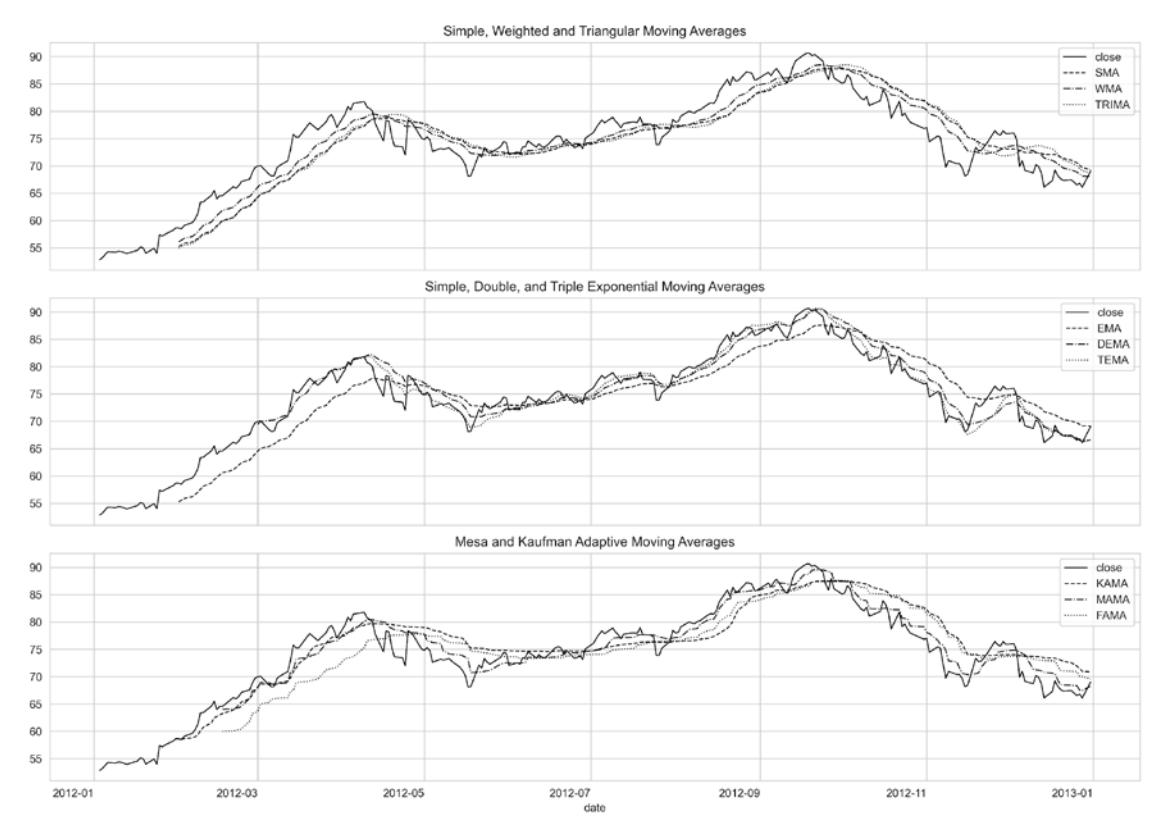 Simple, Weighted and Triangular Moving Averages
90
85
80
75
70
65
60
55
close
SMA
WMA
TRIMA
Simple, Double, and Triple Exponential Moving Averages
90
85
80
75
70
65
60
55
close
EMA
DEMA
TEMA
Mesa and Kaufman Adaptive Moving Averages
90
85
80
75
70
65
60
55
close
KAMA
MAMA
FAMA
2012-01 2012-03 2012-05 2012-07 2012-09 2012-11 2013-01
date